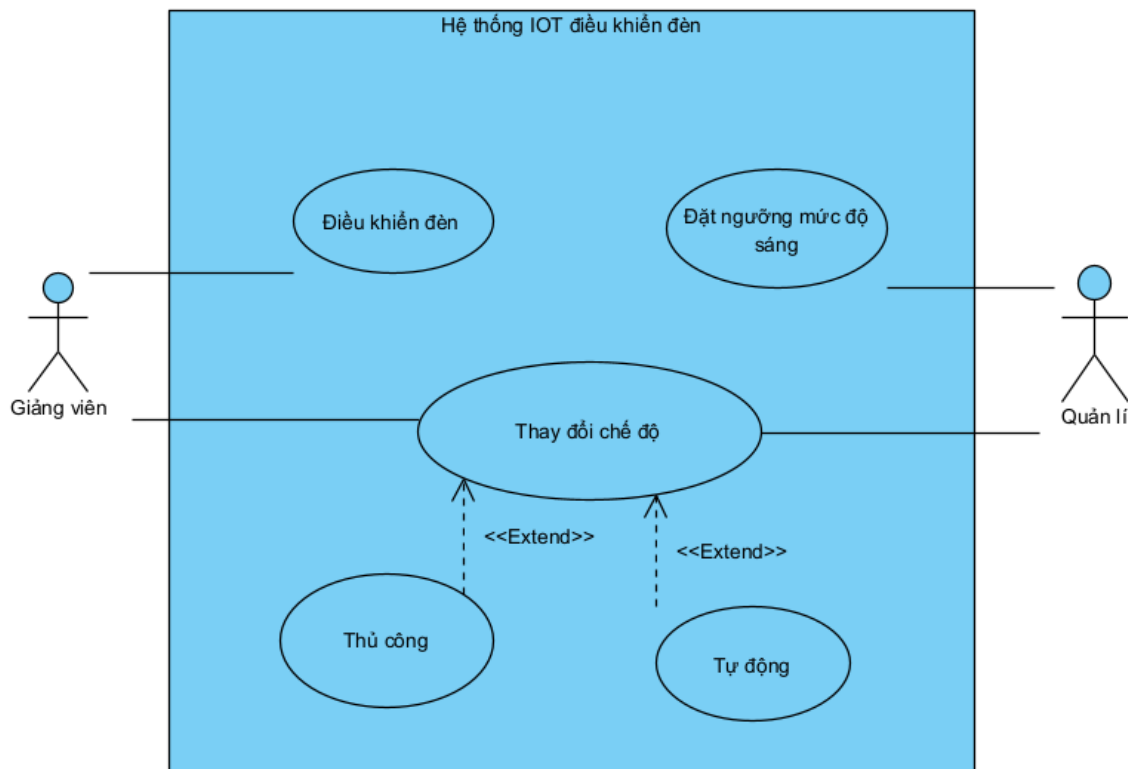 Hệ thống IOT điều khiển đèn
Điều khiển đèn
Đặt ngưỡng mức độ
sáng
Giảng viên
Quản lí
Thay đổi chế độ
<<Extend>>
<<Extend>>
Thủ công
Tự động